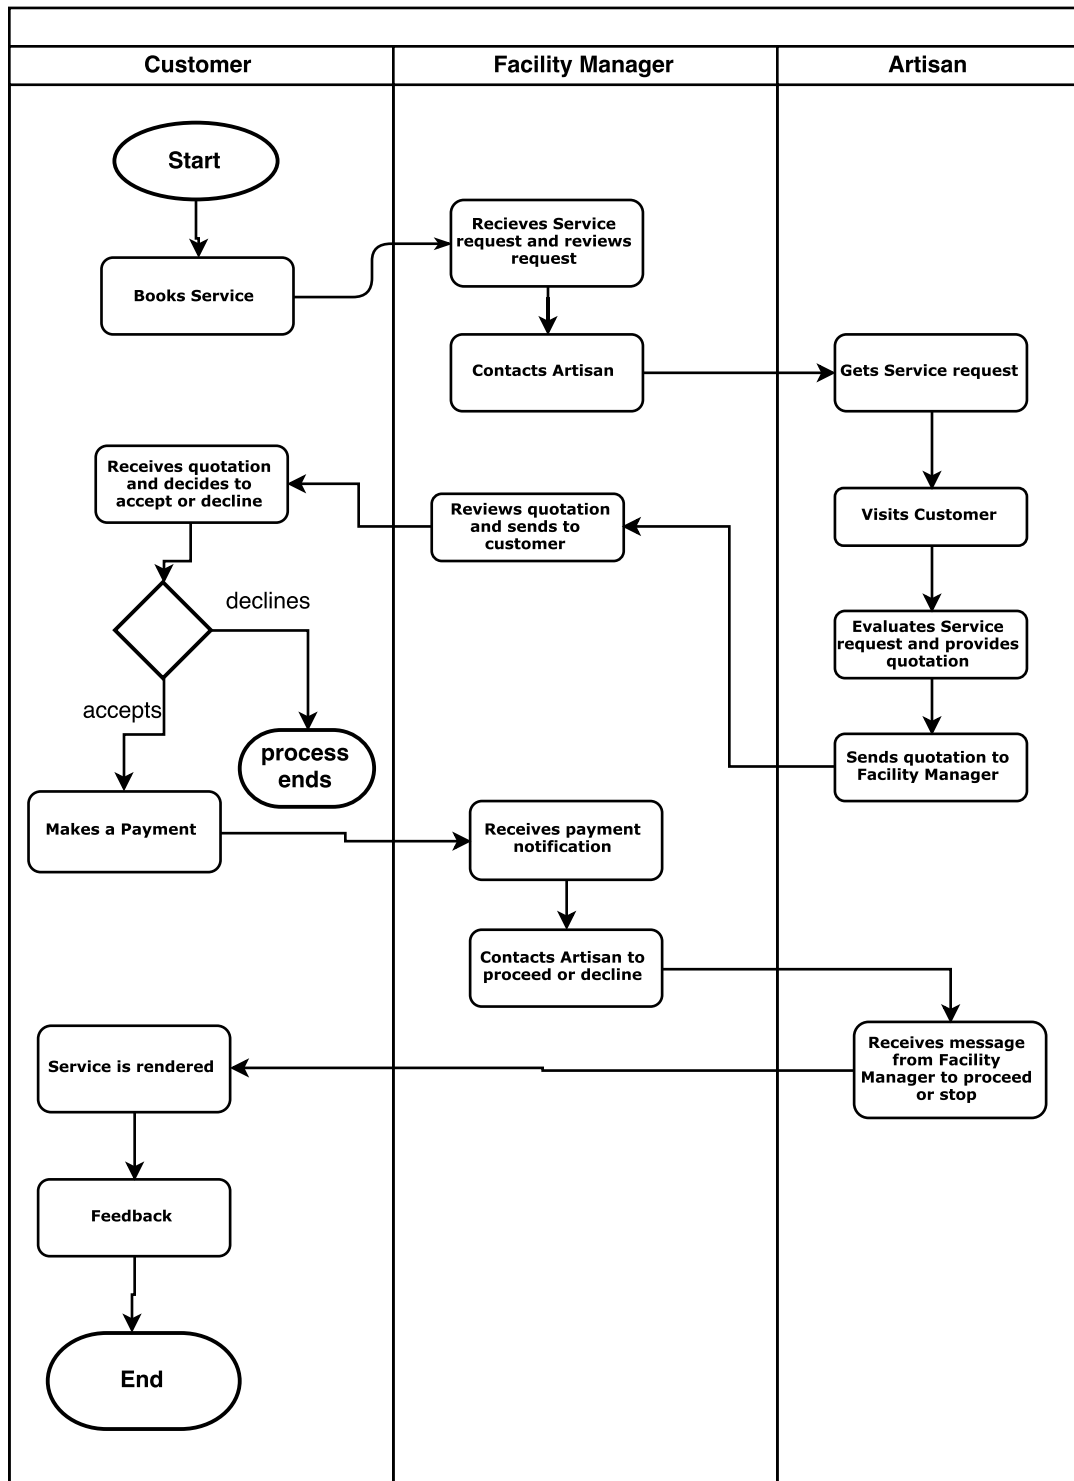 Customer
Facility Manager
Artisan
Start
Recieves Service
request and reviews
request
Books Service
Contacts Artisan
Gets Service request
Receives quotation
and decides to
accept or decline
Reviews quotation
and sends to
customer
Visits Customer
declines
Evaluates Service
request and provides
quotation
accepts
process
ends
Sends quotation to
Facility Manager
Makes a Payment
Receives payment
notification
Contacts Artisan to
proceed or decline
Receives message
from Facility
Manager to proceed
or stop
Service is rendered
Feedback
End